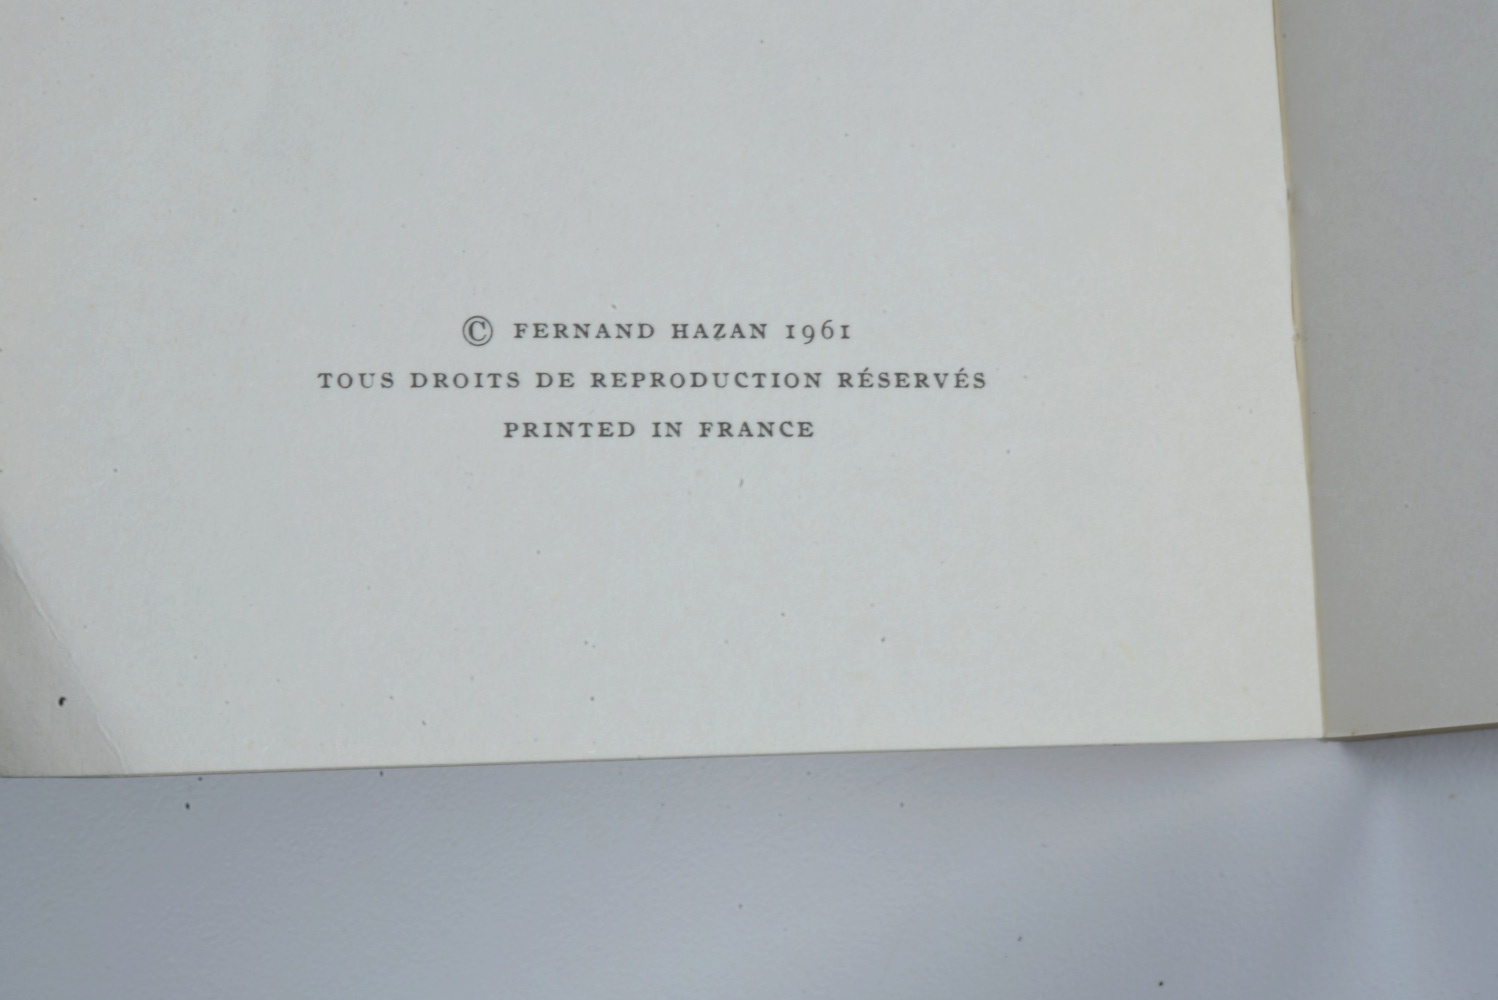 © FERNAND HAZAN 1961
TOUS DROITS DE REPRODUCTION RÉSERVÉS
PRINTED IN FRANCE